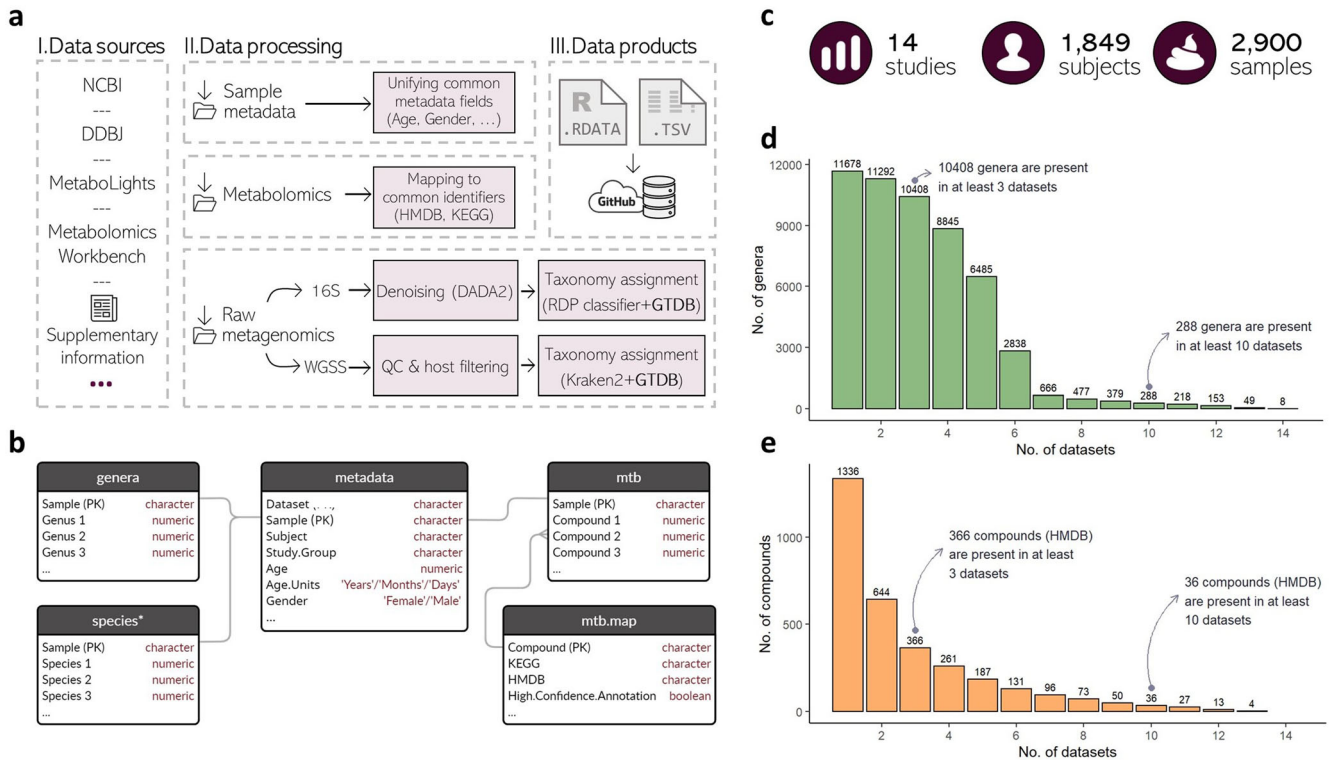 a
I.Data sources
NCBI
---
DDBJ
---
MetaboLights
---
Metabolomics
Workbench
---
Supplementary
information
II.Data processing
Sample
metadata
Unifying common
metadata fields
(Age, Gender, ...)
Metabolomics
Mapping to
common identifiers
(HMDB, KEGG)
Raw
metagenomics
16S
Denoising (DADA2)
Taxonomy assignment
(RDP classifier+GTDB)
WGSS
QC & host filtering
Taxonomy assignment
(Kraken2+GTDB)
III.Data products
R
.RDATA
.TSV
GitHub
b
genera
Sample (PK) character
Genus 1 numeric
Genus 2 numeric
Genus 3 numeric
...
species*
Sample (PK) character
Species 1 numeric
Species 2 numeric
Species 3 numeric
...
metadata
Dataset character
Sample (PK) character
Subject character
Study.Group character
Age numeric
Age.Units 'Years'/'Months'/'Days'
Gender 'Female'/'Male'
...
mtb
Sample (PK) character
Compound 1 numeric
Compound 2 numeric
Compound 3 numeric
...
mtb.map
Compound (PK) character
KEGG character
HMDB character
High.Confidence.Annotation boolean
...
c
14
studies
1,849
subjects
2,900
samples
d
No. of genera
12000
9000
6000
3000
0
11678
11292
10408
8845
6485
2838
666
477
379
288
218
153
49
8
10408 genera are present
in at least 3 datasets
288 genera are present
in at least 10 datasets
2 4 6 8 10 12 14
No. of datasets
e
No. of compounds
1000
500
0
1336
644
366
261
187
131
96
73
50
36
27
13
4
366 compounds (HMDB)
are present in at least
3 datasets
36 compounds (HMDB)
are present in at least
10 datasets
2 4 6 8 10 12 14
No. of datasets